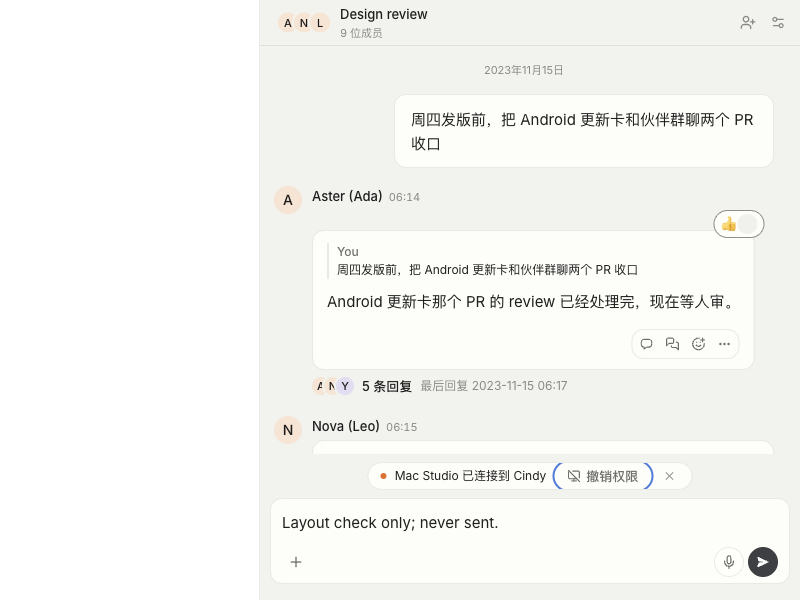 A N L
Design review
9 位成员
2023年11月15日
周四发版前，把 Android 更新卡和伙伴群聊两个 PR
收口
A
Aster (Ada) 06:14
You
周四发版前，把 Android 更新卡和伙伴群聊两个 PR 收口
Android 更新卡那个 PR 的 review 已经处理完，现在等人审。
A N Y 5 条回复 最后回复 2023-11-15 06:17
N
Nova (Leo) 06:15
Mac Studio 已连接到 Cindy 撤销权限
Layout check only; never sent.